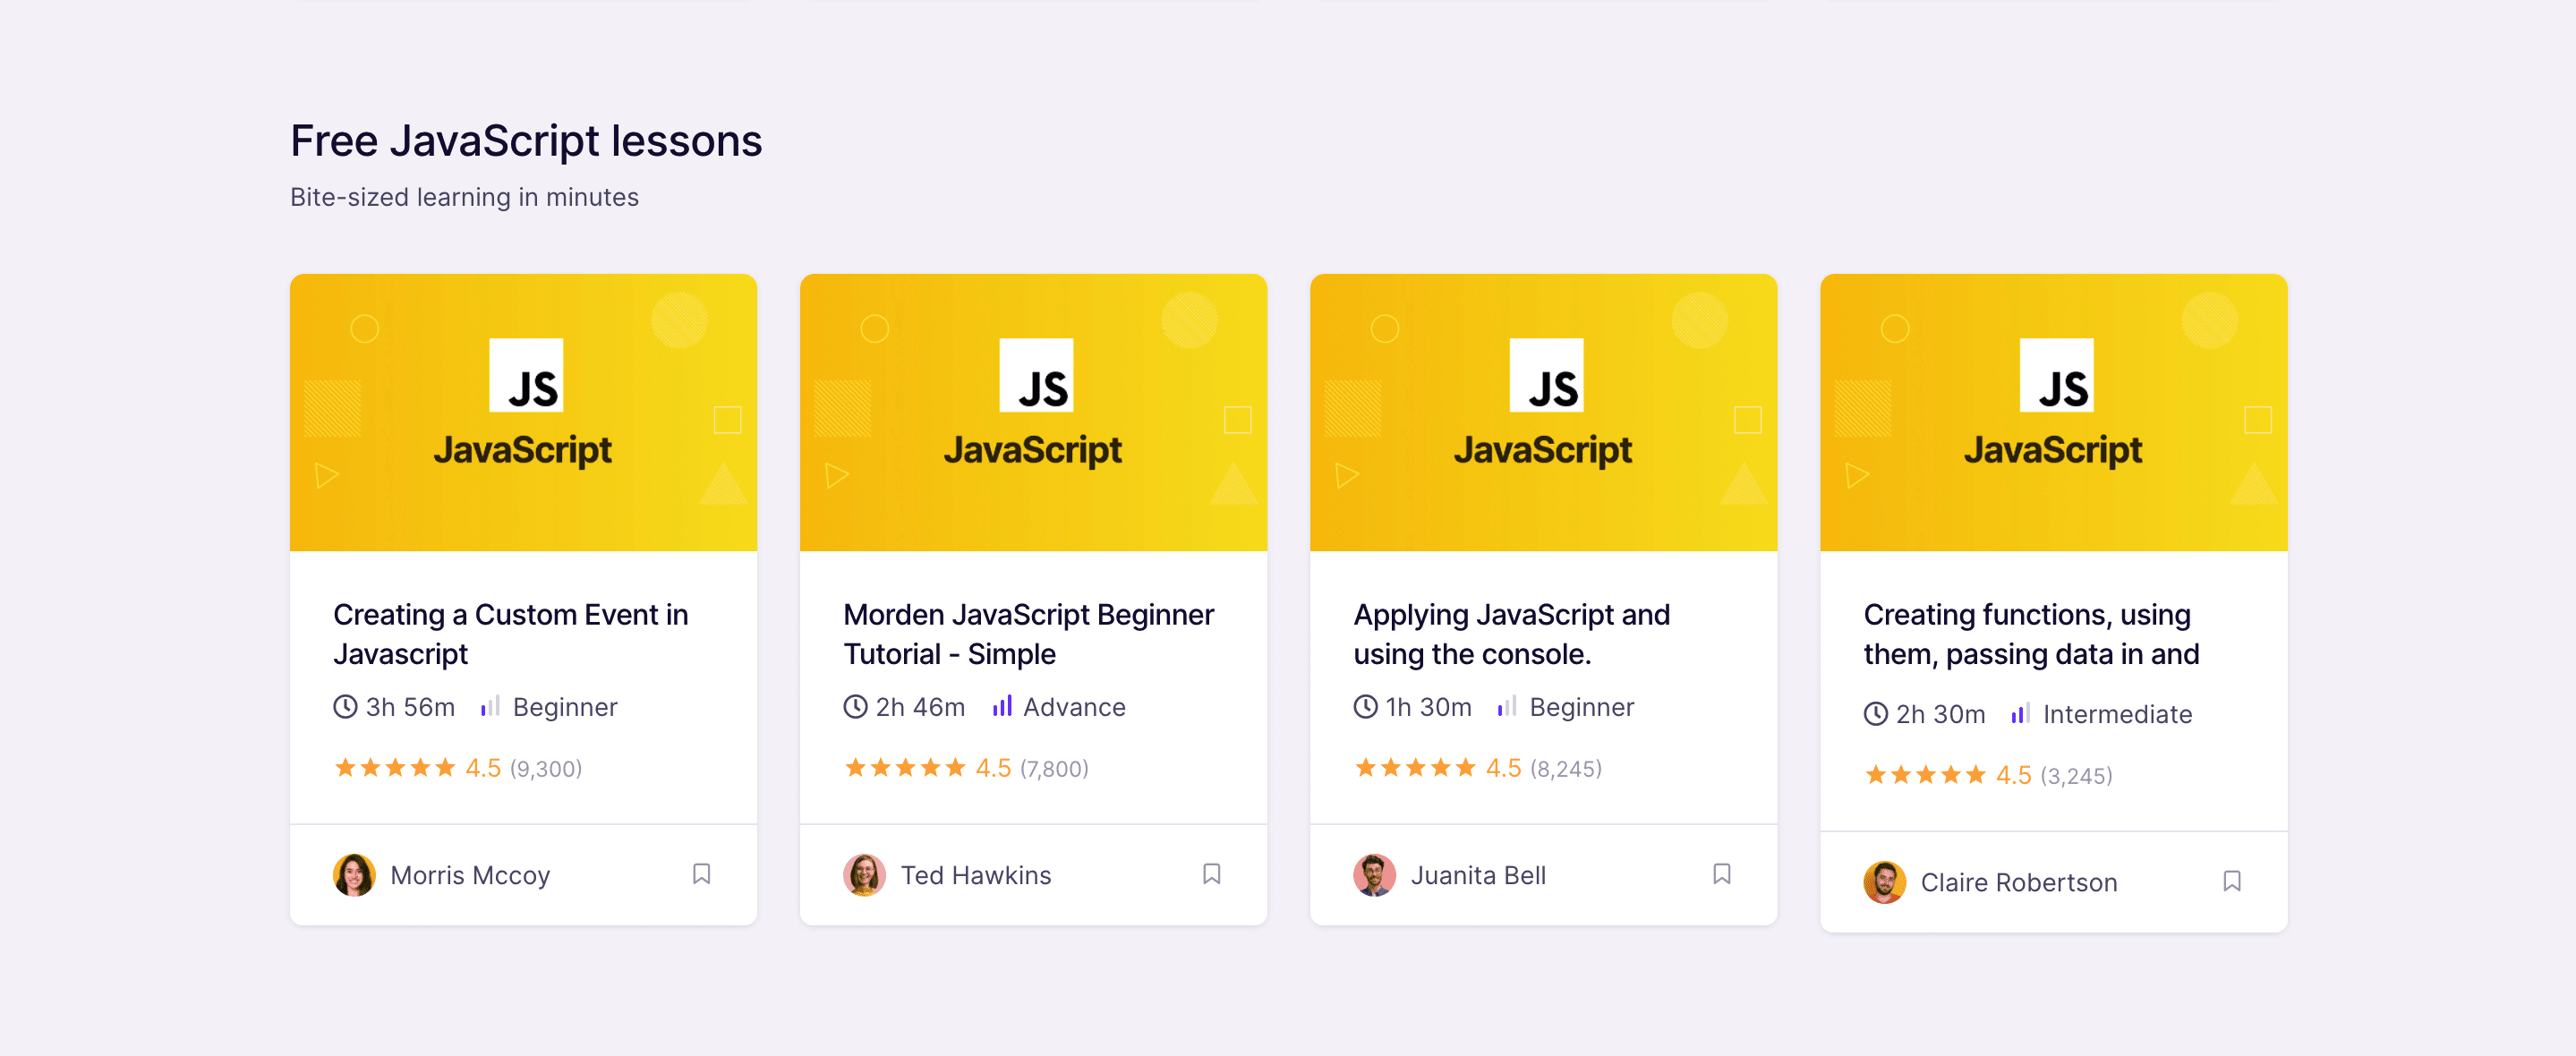 Free JavaScript lessons
Bite-sized learning in minutes
JS
JavaScript
Creating a Custom Event in
Javascript
3h 56m Beginner
4.5 (9,300)
Morris Mccoy
JS
JavaScript
Morden JavaScript Beginner
Tutorial - Simple
2h 46m Advance
4.5 (7,800)
Ted Hawkins
JS
JavaScript
Applying JavaScript and
using the console.
1h 30m Beginner
4.5 (8,245)
Juanita Bell
JS
JavaScript
Creating functions, using
them, passing data in and
2h 30m Intermediate
4.5 (3,245)
Claire Robertson